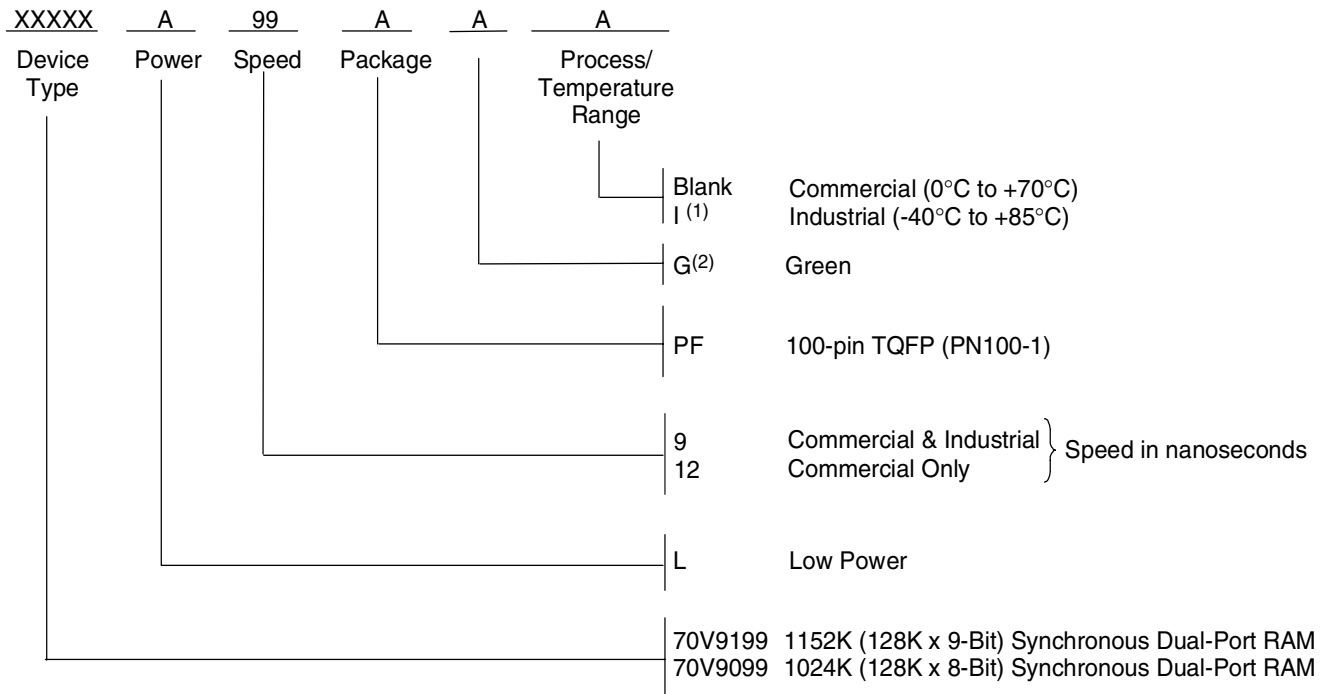 XXXXX A 99 A A A
Device Type Power Speed Package Process/ Temperature Range
Blank Commercial (0°C to +70°C)
I (1) Industrial (-40°C to +85°C)
G(2) Green
PF 100-pin TQFP (PN100-1)
9 Commercial & Industrial
12 Commercial Only
Speed in nanoseconds
L Low Power
70V9199 1152K (128K x 9-Bit) Synchronous Dual-Port RAM
70V9099 1024K (128K x 8-Bit) Synchronous Dual-Port RAM